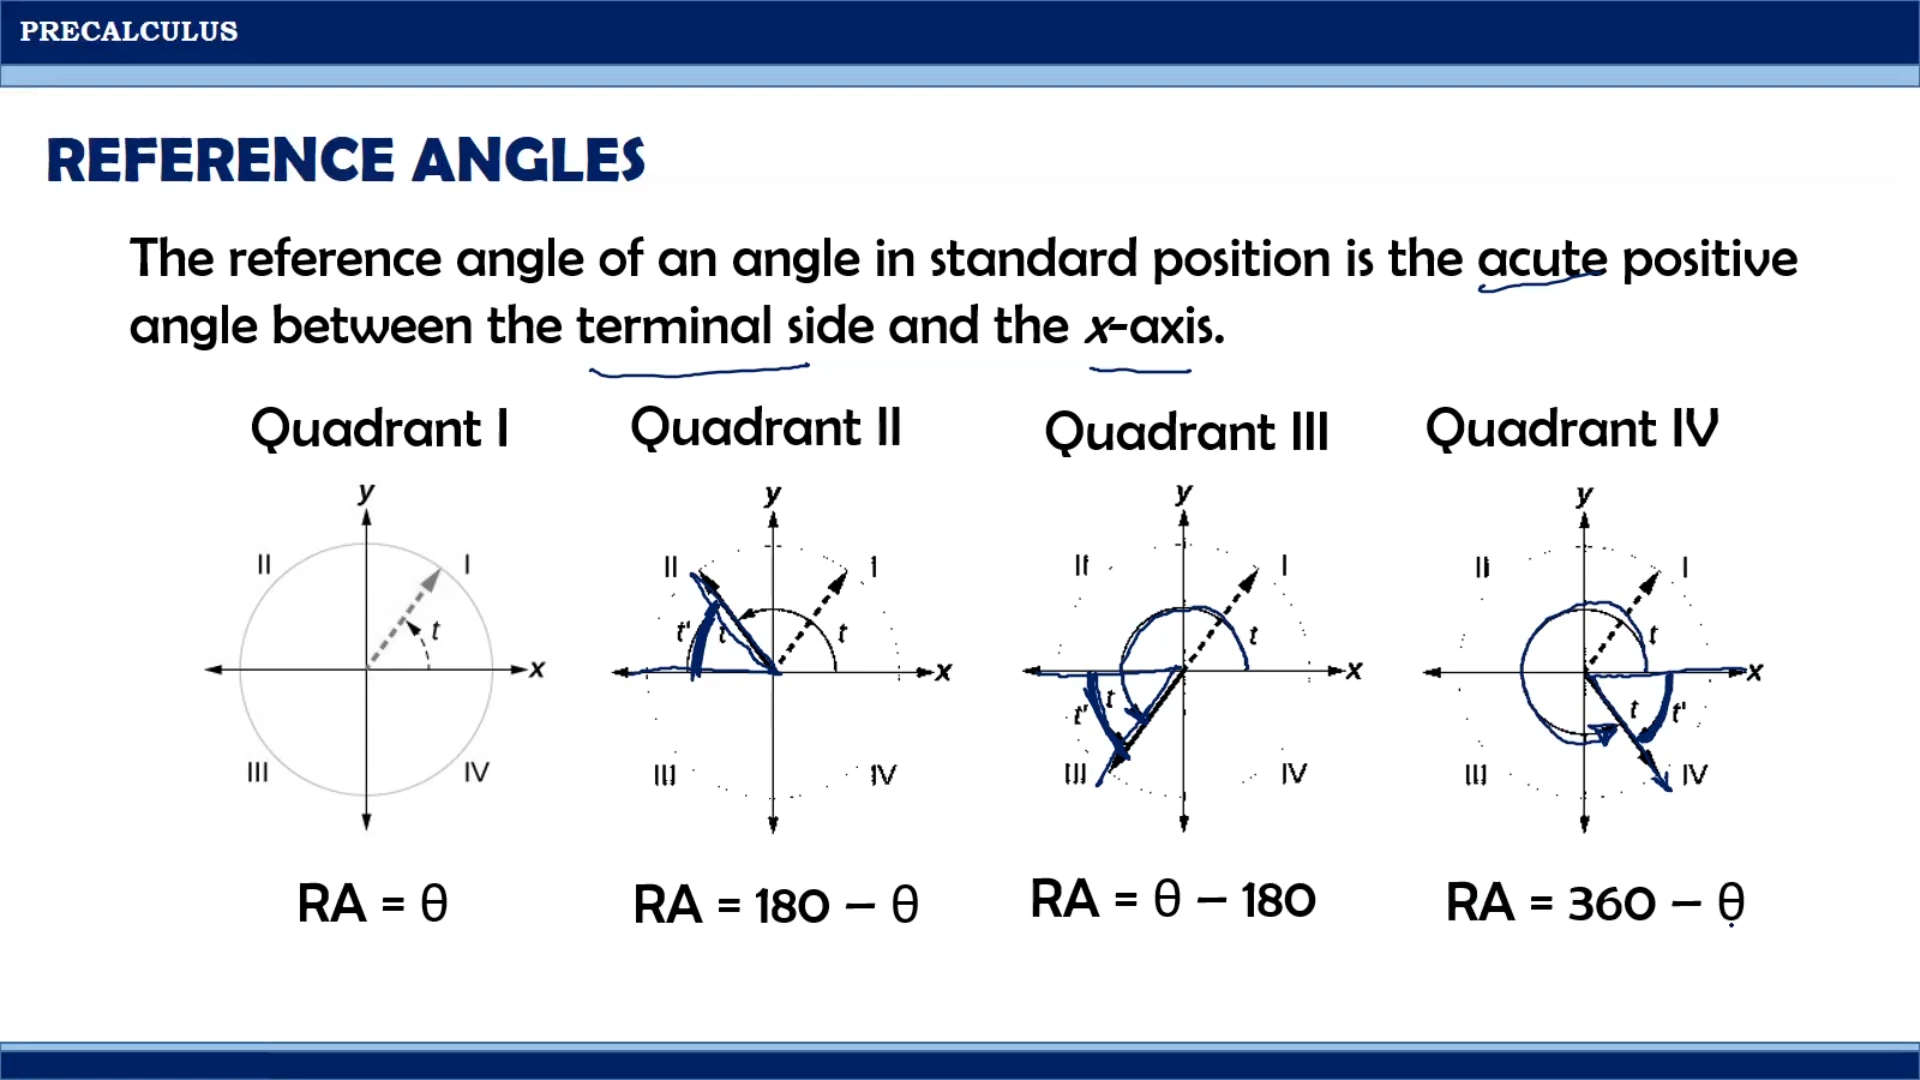 PRECALCULUS
REFERENCE ANGLES
The reference angle of an angle in standard position is the acute positive
angle between the terminal side and the x-axis.
Quadrant I
Quadrant II
Quadrant III
Quadrant IV
y
II
I
t
x
III
IV
y
II
I
t'
t
t
x
III
IV
y
II
I
t
x
t'
t
III
IV
y
II
I
t
x
t
t'
III
IV
RA = θ
RA = 180 – θ
RA = θ – 180
RA = 360 – θ